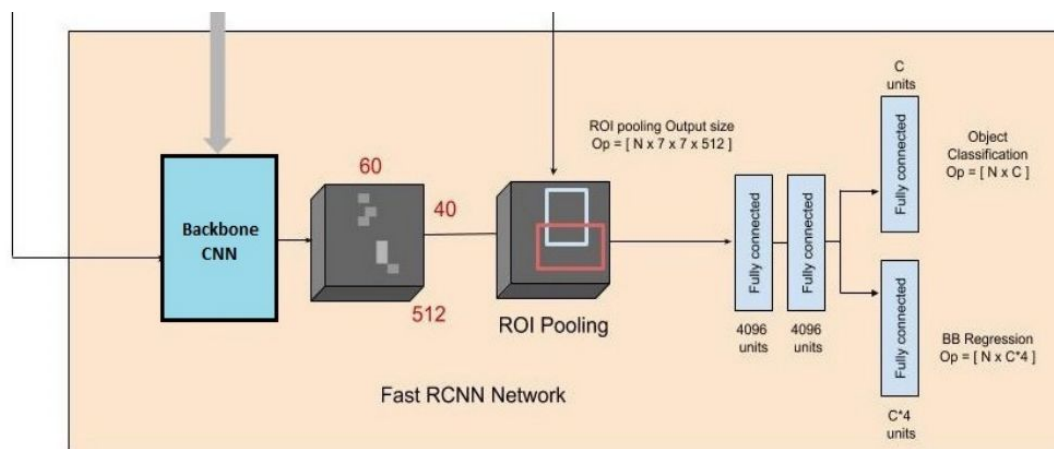 C
units
ROI pooling Output size
Op = [ N x 7 x 7 x 512 ]
Fully connected
Object
Classification
Op = [ N x C ]
60
40
Backbone
CNN
512
ROI Pooling
Fully connected
Fully connected
4096
units
4096
units
Fully connected
BB Regression
Op = [ N x C*4 ]
C*4
units
Fast RCNN Network